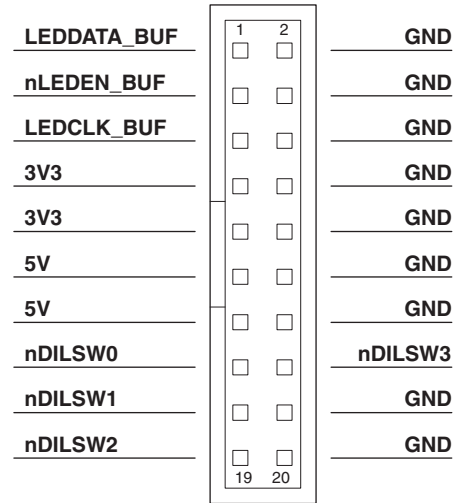 1 2
LEDDATA_BUF GND
nLEDEN_BUF GND
LEDCLK_BUF GND
3V3 GND
3V3 GND
5V GND
5V GND
nDILSW0 nDILSW3
nDILSW1 GND
nDILSW2 GND
19 20